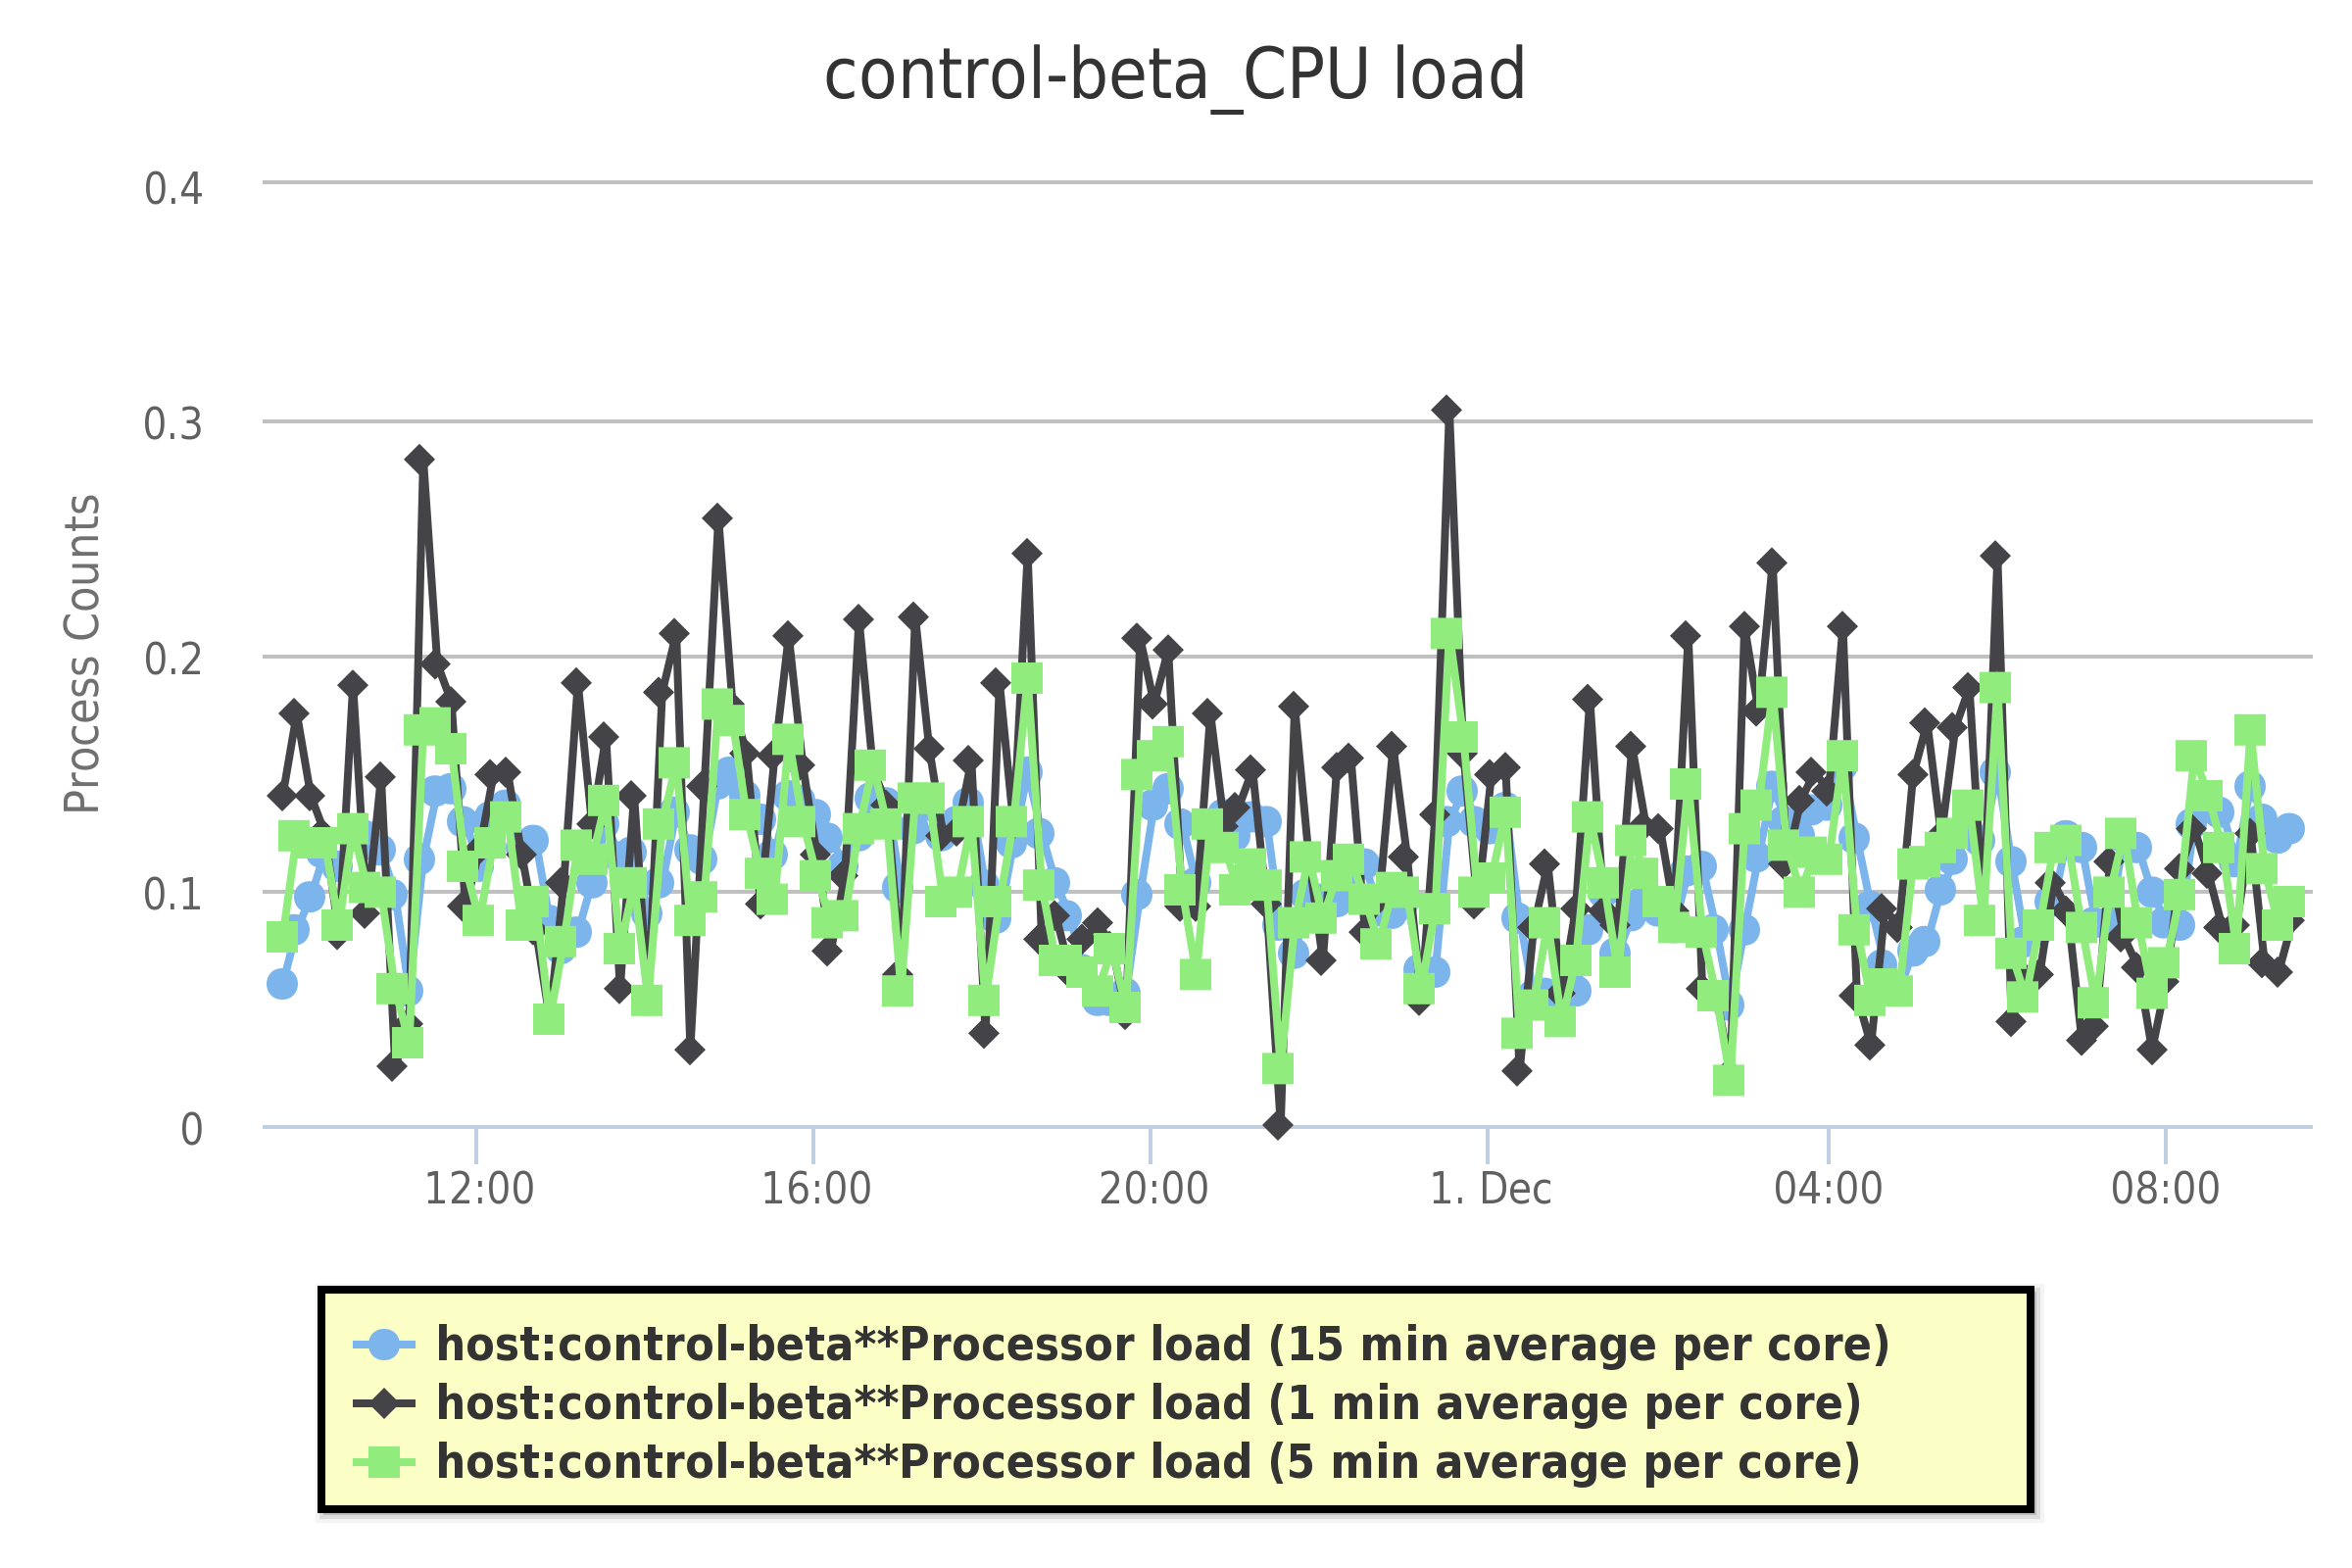 control-beta_CPU load
0.4
0.3
0.2
0.1
0
Process Counts
12:00
16:00
20:00
1. Dec
04:00
08:00
host:control-beta**Processor load (15 min average per core)
host:control-beta**Processor load (1 min average per core)
host:control-beta**Processor load (5 min average per core)